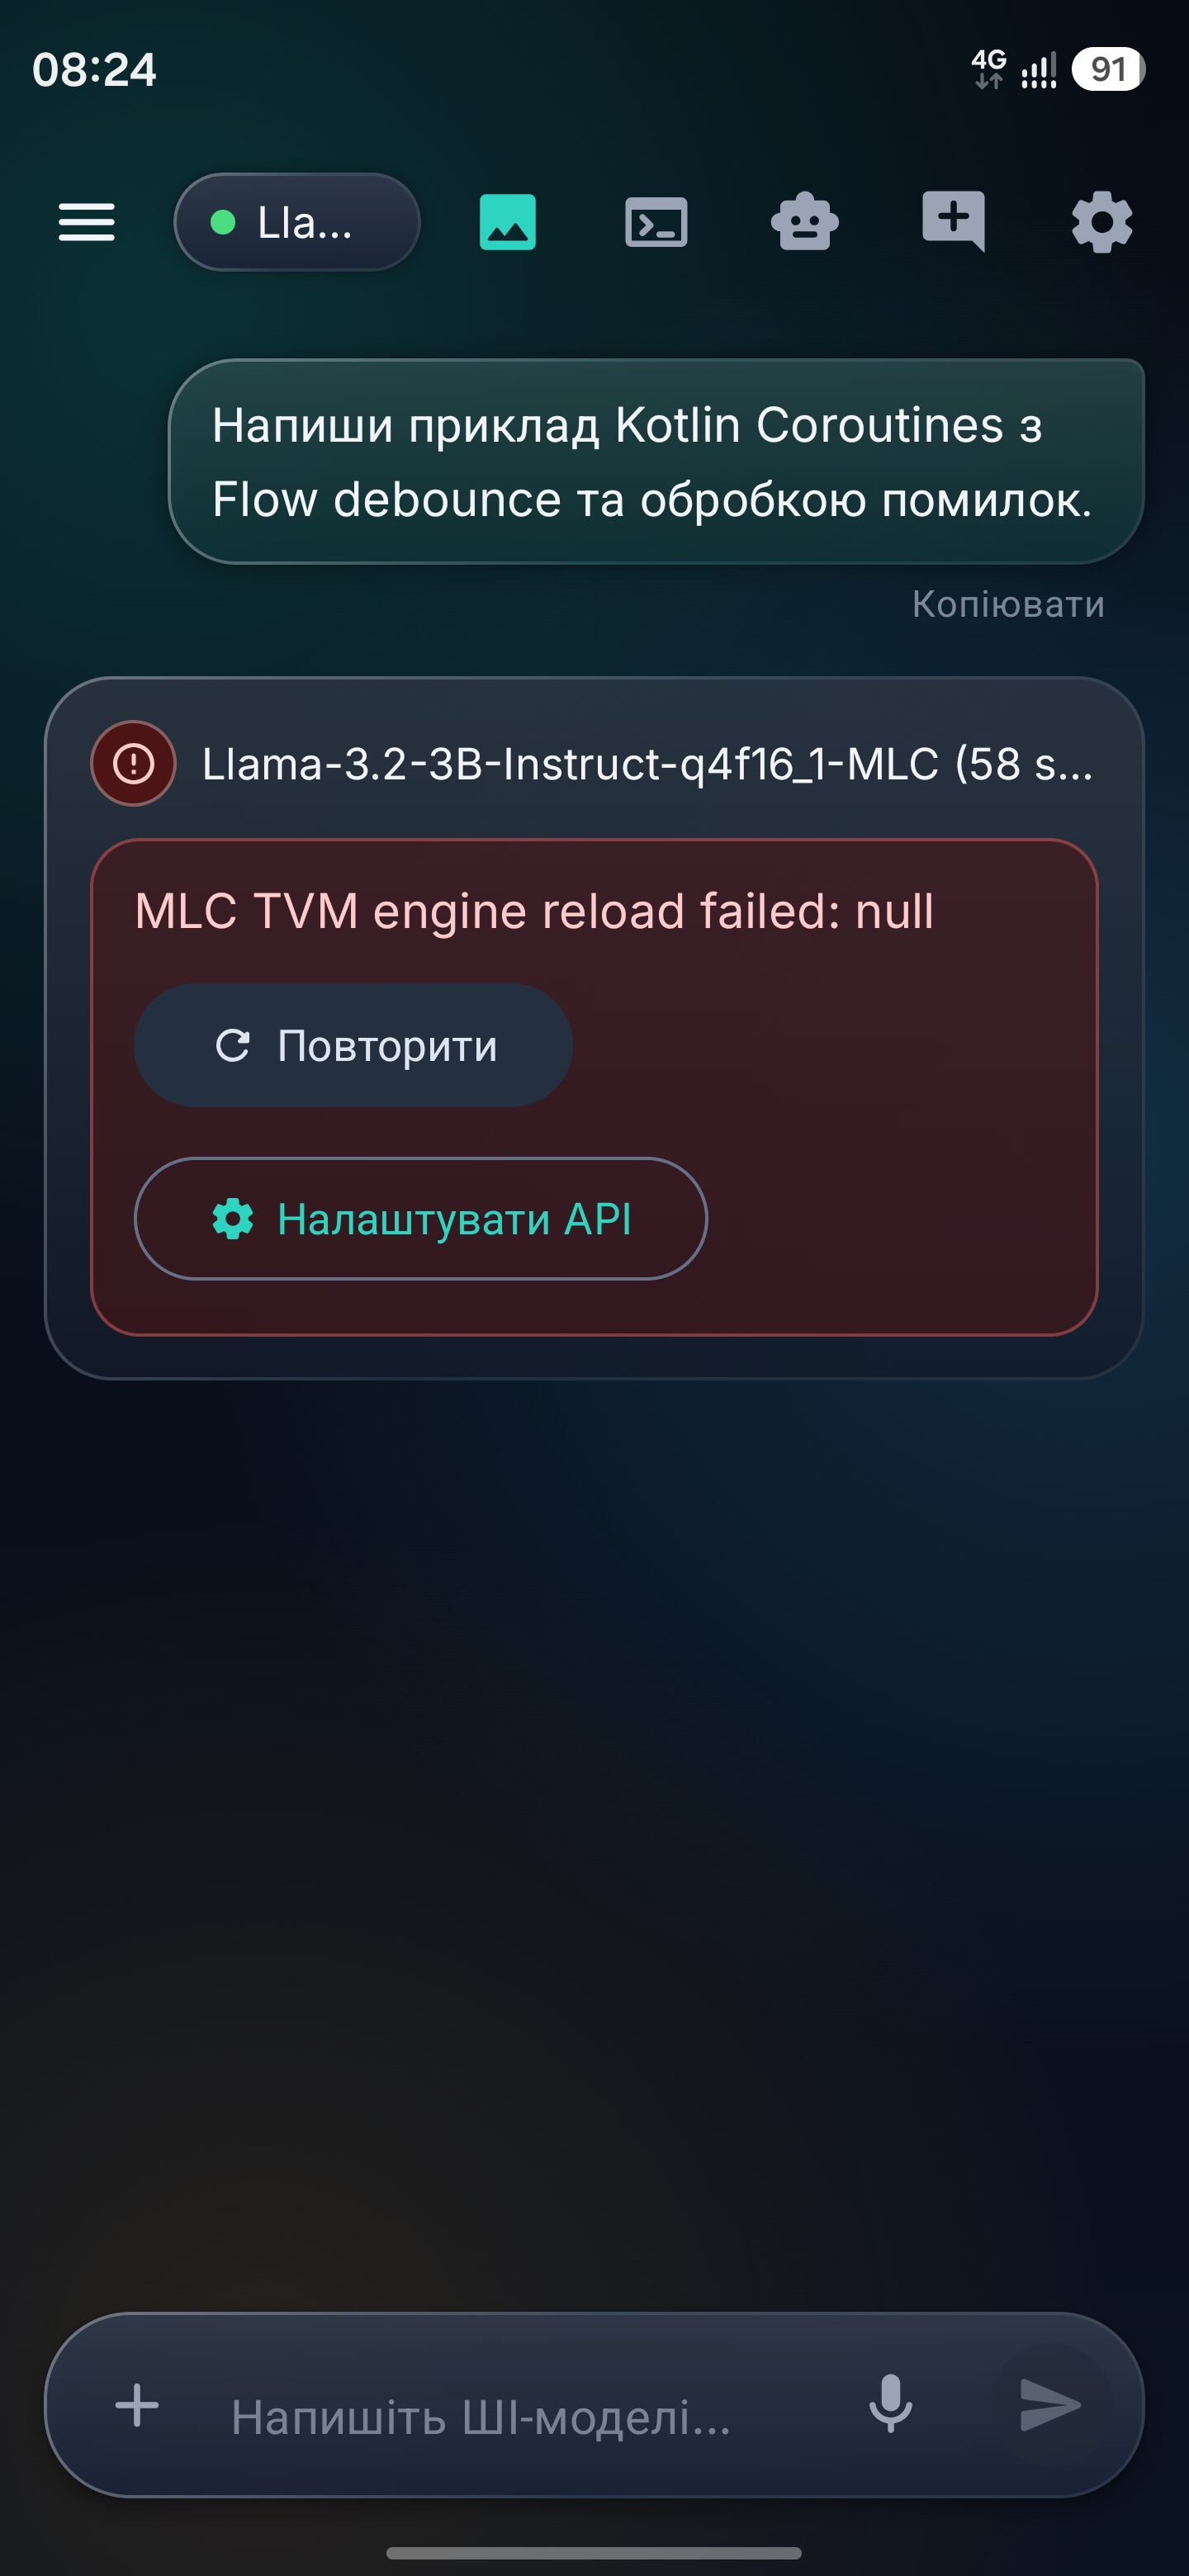 08:24
4G
91
Lla...
Напиши приклад Kotlin Coroutines з
Flow debounce та обробкою помилок.
Копіювати
Llama-3.2-3B-Instruct-q4f16_1-MLC (58 s...
MLC TVM engine reload failed: null
Повторити
Налаштувати API
Напишіть ШІ-моделі...